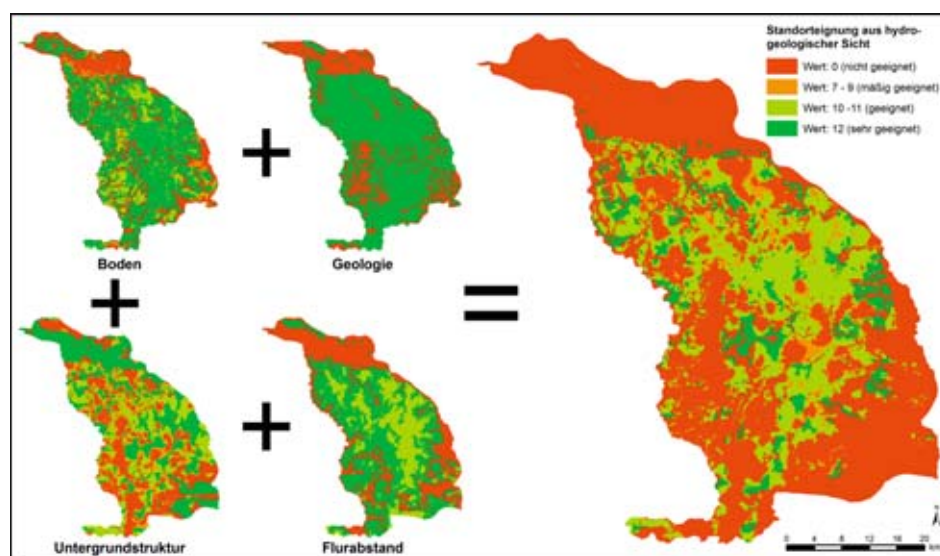 Standorteignung aus hydro-
geologischer Sicht
Wert: 0 (nicht geeignet)
Wert: 7 - 9 (mäßig geeignet)
Wert: 10 -11 (geeignet)
Wert: 12 (sehr geeignet)
+
+
Boden
Geologie
+
=
+
Untergrundstruktur
Flurabstand
0 4 8 12 16 20